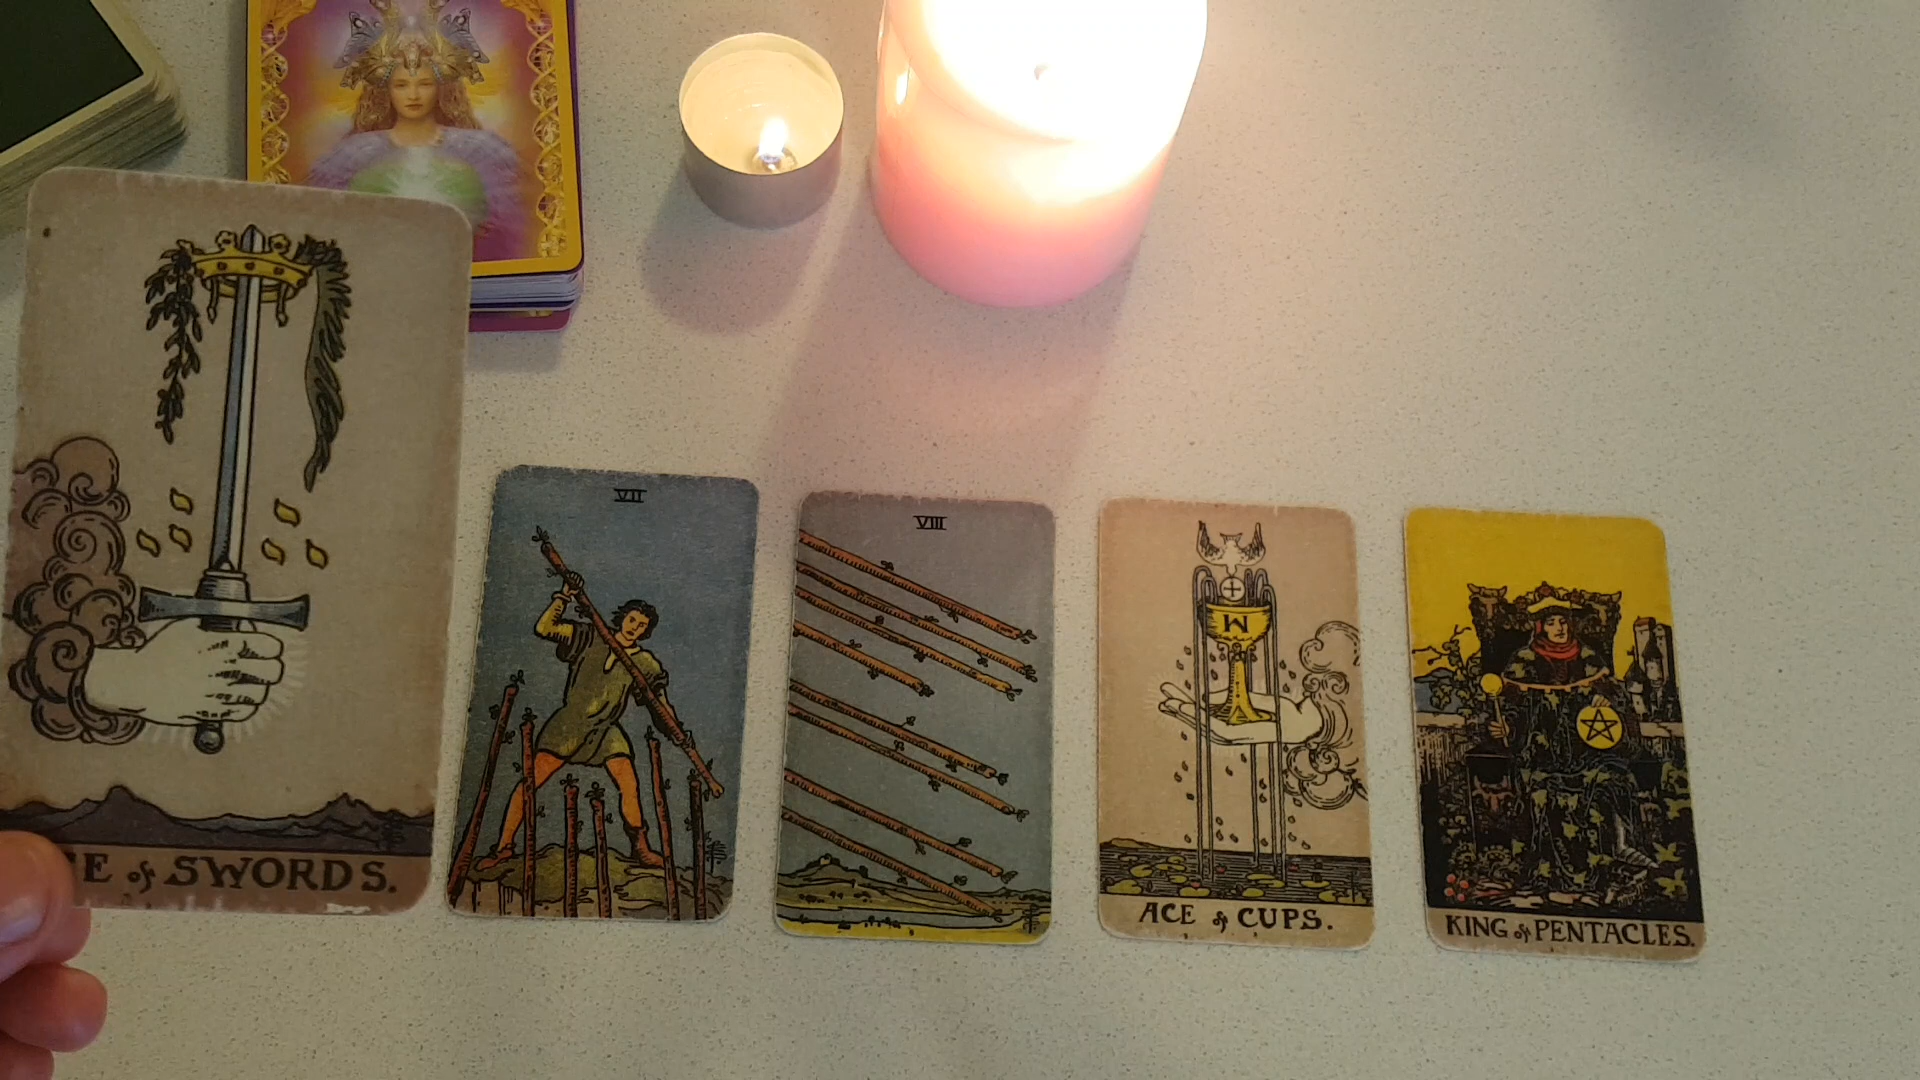 E of SWORDS.
VII
VIII
M
ACE of CUPS.
KING of PENTACLES.